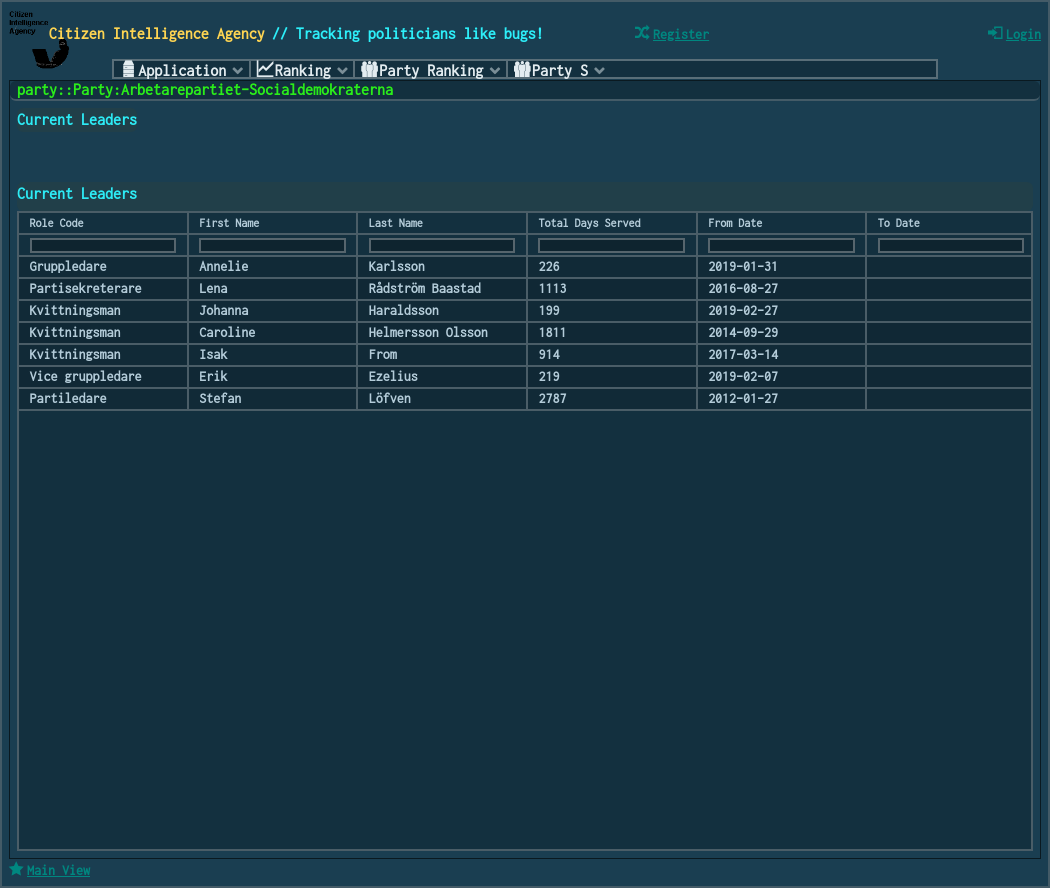 Citizen
Intelligence
Agency
Citizen Intelligence Agency // Tracking politicians like bugs!
Register
Login
Application
Ranking
Party Ranking
Party S
party::Party:Arbetarepartiet-Socialdemokraterna
Current Leaders
Current Leaders
Role Code First Name Last Name Total Days Served From Date To Date
Gruppledare Annelie Karlsson 226 2019-01-31
Partisekreterare Lena Rådström Baastad 1113 2016-08-27
Kvittningsman Johanna Haraldsson 199 2019-02-27
Kvittningsman Caroline Helmersson Olsson 1811 2014-09-29
Kvittningsman Isak From 914 2017-03-14
Vice gruppledare Erik Ezelius 219 2019-02-07
Partiledare Stefan Löfven 2787 2012-01-27
Main View